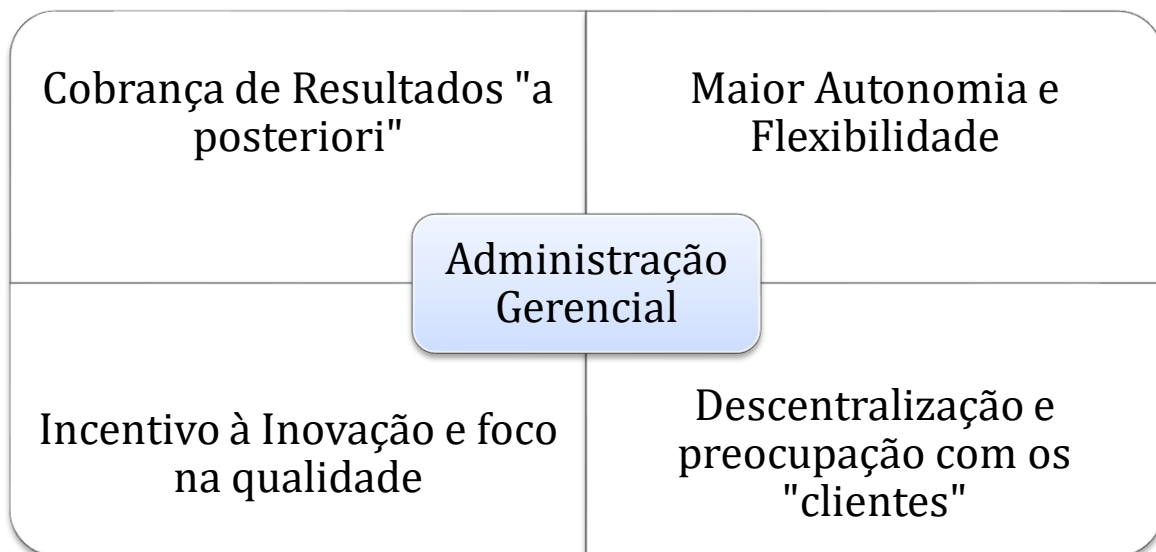 Cobrança de Resultados "a
posteriori"
Maior Autonomia e
Flexibilidade
Administração
Gerencial
Incentivo à Inovação e foco
na qualidade
Descentralização e
preocupação com os
"clientes"